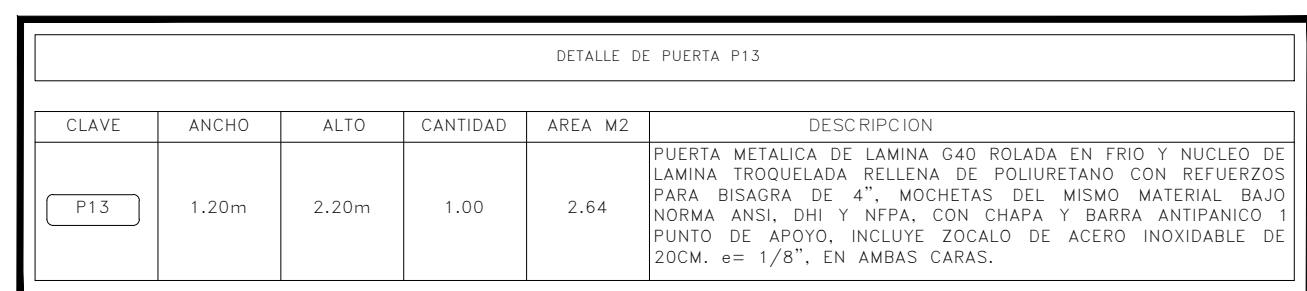 DETALLE DE PUERTA P13
CLAVE ANCHO ALTO CANTIDAD AREA M2 DESCRIPCION
P13 1.20m 2.20m 1.00 2.64
PUERTA METALICA DE LAMINA G40 ROLADA EN FRIO Y NUCLEO DE
LAMINA TROQUELADA RELLENA DE POLIURETANO CON REFUERZOS
PARA BISAGRA DE 4”, MOCHETAS DEL MISMO MATERIAL BAJO
NORMA ANSI, DHI Y NFPA, CON CHAPA Y BARRA ANTIPANICO 1
PUNTO DE APOYO, INCLUYE ZOCALO DE ACERO INOXIDABLE DE
20CM. e= 1/8”, EN AMBAS CARAS.